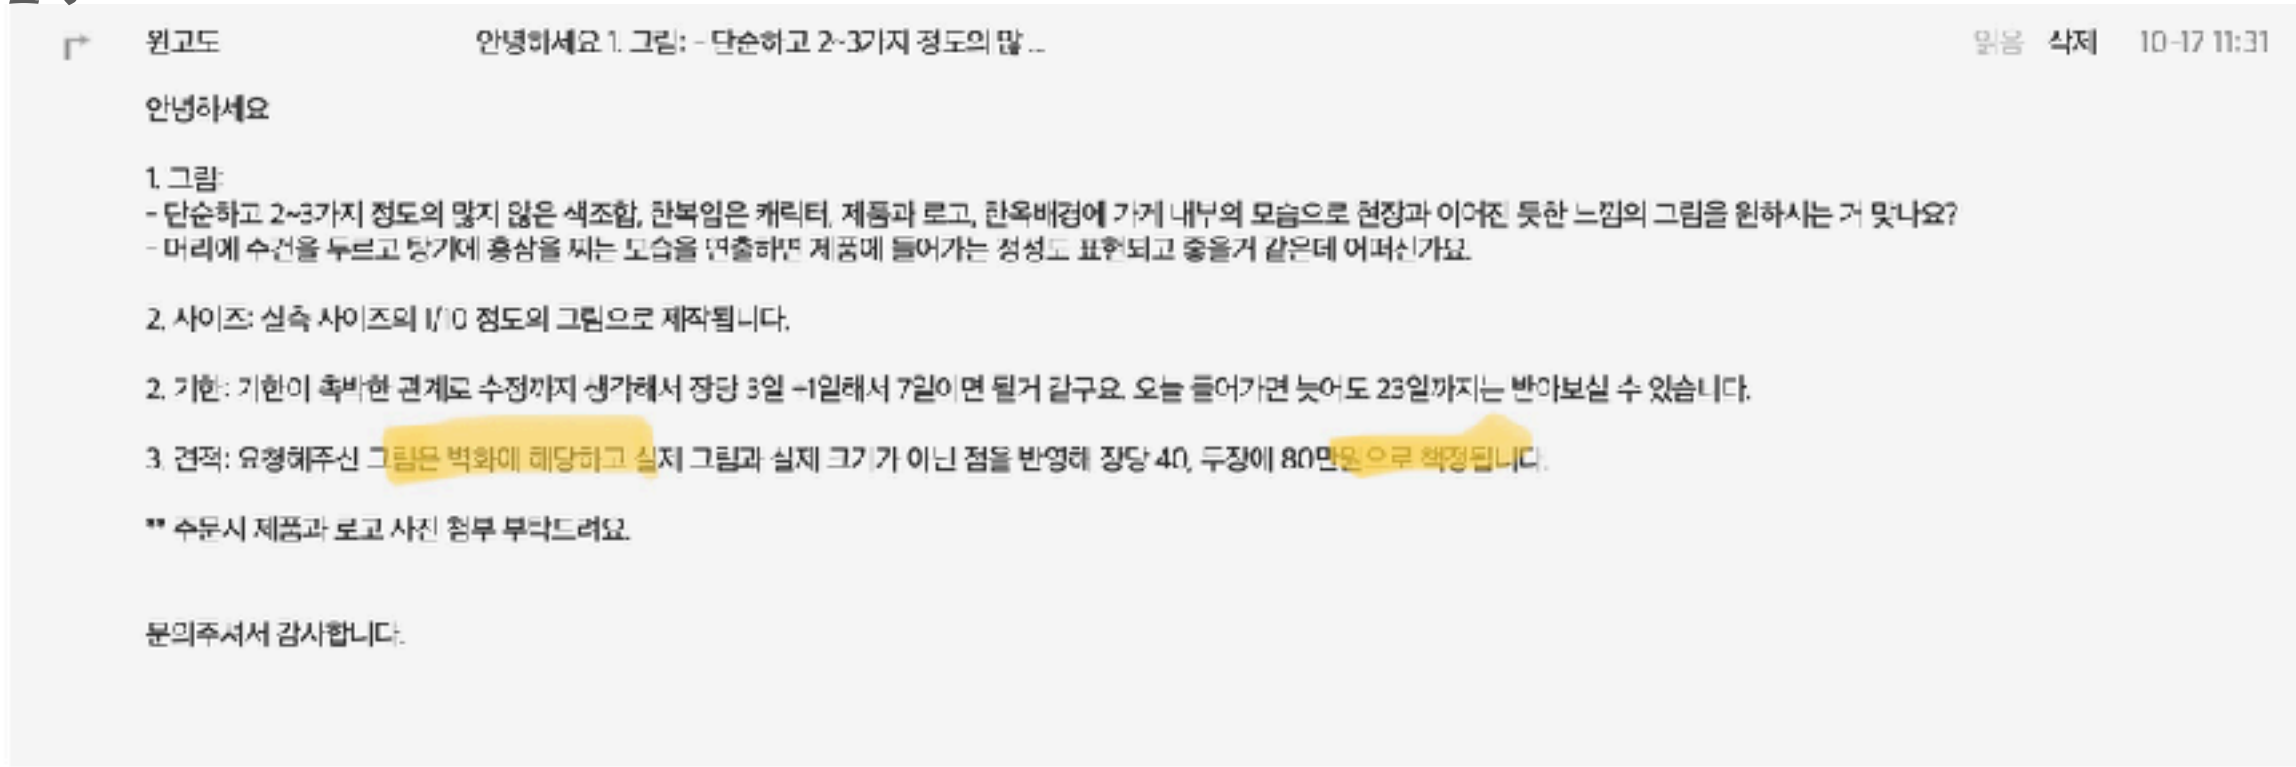 윈고도 안녕하세요 1. 그림: - 단순하고 2~3가지 정도의 많 ... 읽음 삭제 10-17 11:31
안녕하세요
1. 그림:
- 단순하고 2~3가지 정도의 많지 않은 색조합, 한복입은 캐릭터, 제품과 로고, 한옥배경에 가게 내부의 모습으로 현장과 이어진 듯한 느낌의 그림을 원하시는 거 맞나요?
- 머리에 수건을 두르고 탕기에 홍삼을 찌는 모습을 연출하면 제품에 들어가는 정성도 표현되고 좋을거 같은데 어떠신가요.
2. 사이즈: 실측 사이즈의 1/10 정도의 그림으로 제작됩니다.
2. 기한: 기한이 촉박한 관계로 수정까지 생각해서 장당 3일 +1일해서 7일이면 될거 같구요. 오늘 들어가면 늦어도 23일까지는 받아보실 수 있습니다.
3. 견적: 요청해주신 그림은 벽화에 해당하고 실제 그림과 실제 크기가 아닌 점을 반영해 장당 40, 두장에 80만원으로 책정됩니다.
** 주문시 제품과 로고 사진 첨부 부탁드려요.
문의주셔서 감사합니다.